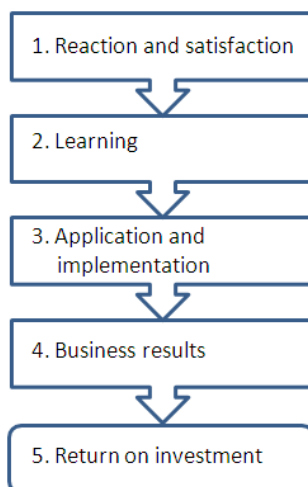 1. Reaction and satisfaction
2. Learning
3. Application and
implementation
4. Business results
5. Return on investment